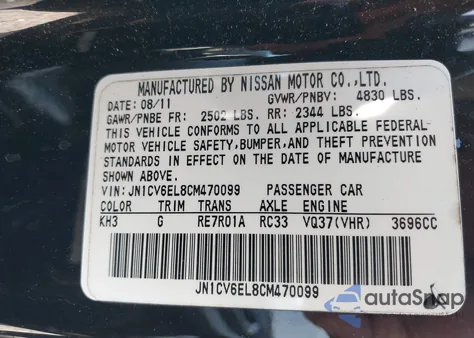 MANUFACTURED BY NISSAN MOTOR CO.,LTD.
DATE: 08/11 GVWR/PNBV: 4830 LBS.
GAWR/PNBE FR: 2502 LBS. RR: 2344 LBS.
THIS VEHICLE CONFORMS TO ALL APPLICABLE FEDERAL
MOTOR VEHICLE SAFETY, BUMPER, AND THEFT PREVENTION
STANDARDS IN EFFECT ON THE DATE OF MANUFACTURE
SHOWN ABOVE.
VIN: JN1CV6EL8CM470099 PASSENGER CAR
COLOR TRIM TRANS AXLE ENGINE
KH3 G RE7R01A RC33 VQ37(VHR) 3696CC
JN1CV6EL8CM470099
autoSnap